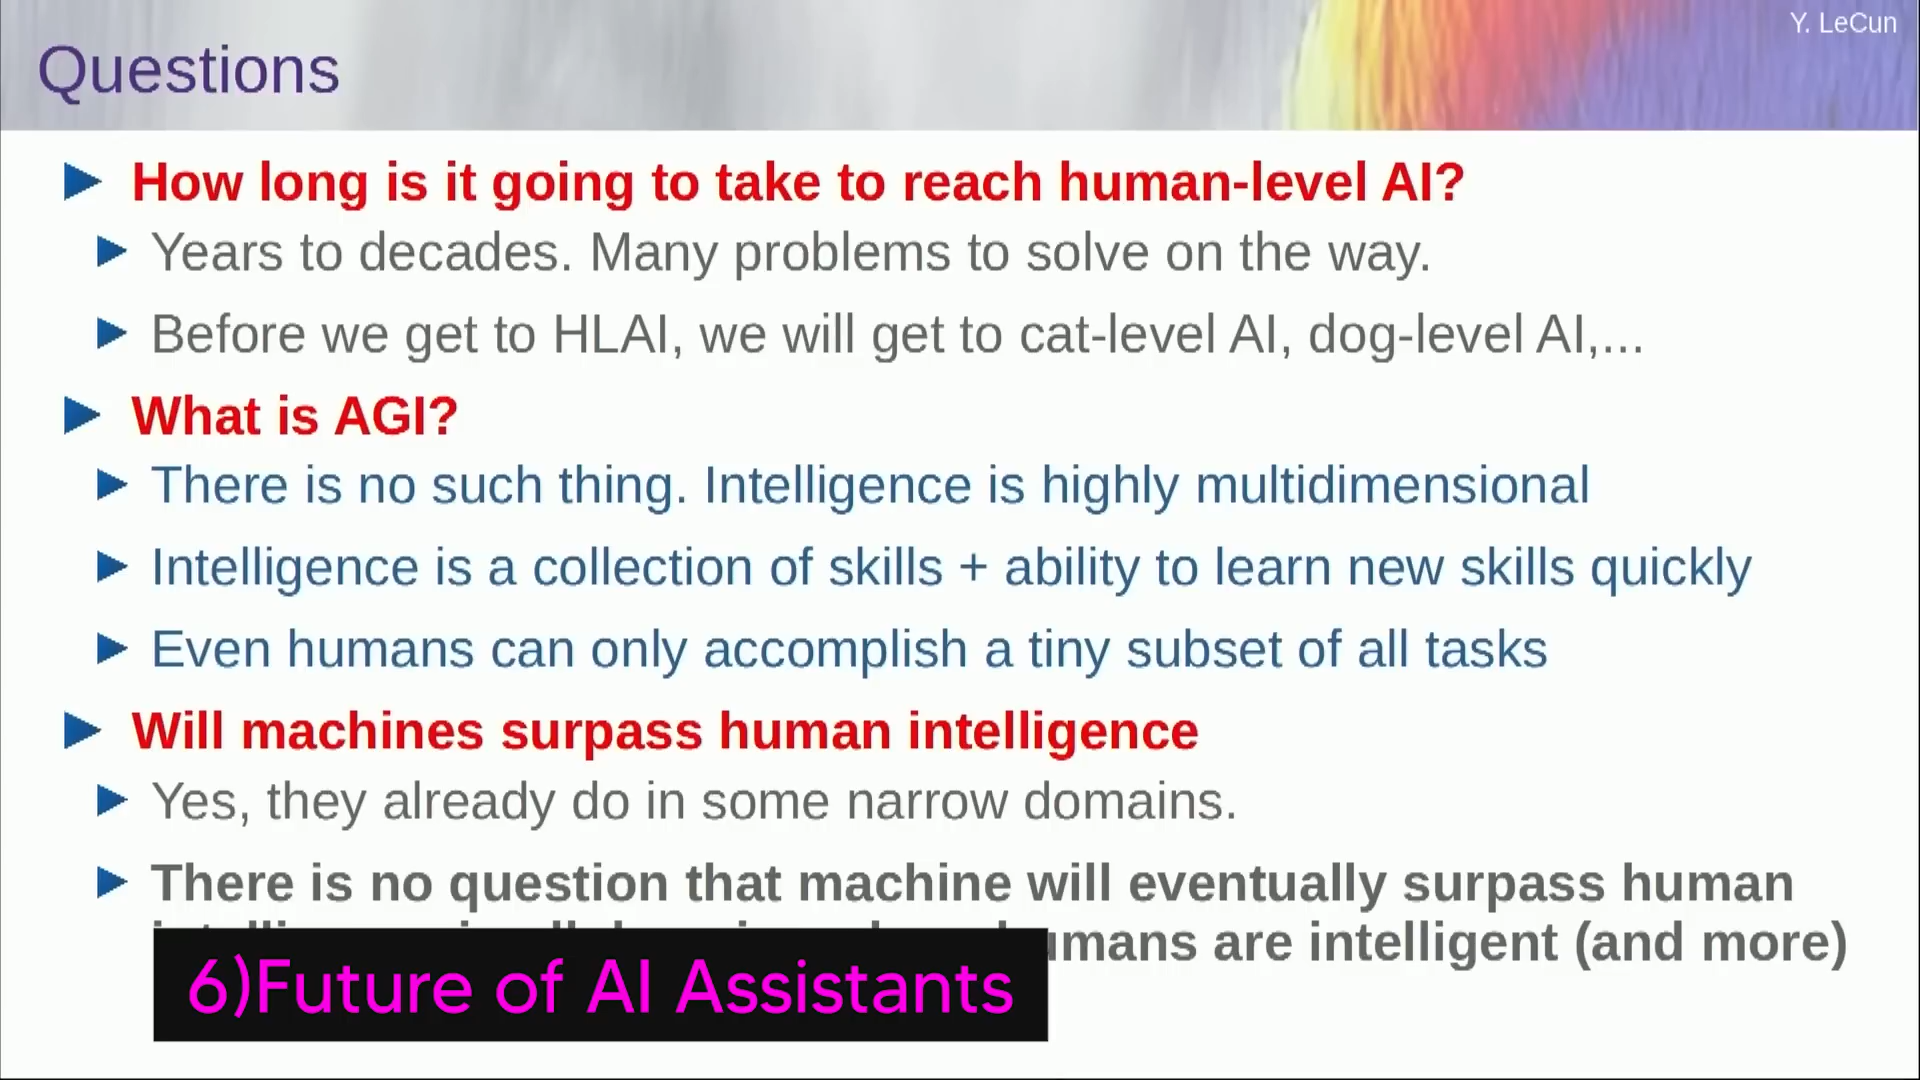 Y. LeCun
Questions
How long is it going to take to reach human-level AI?
Years to decades. Many problems to solve on the way.
Before we get to HLAI, we will get to cat-level AI, dog-level AI,...
What is AGI?
There is no such thing. Intelligence is highly multidimensional
Intelligence is a collection of skills + ability to learn new skills quickly
Even humans can only accomplish a tiny subset of all tasks
Will machines surpass human intelligence
Yes, they already do in some narrow domains.
There is no question that machine will eventually surpass human
are intelligent (and more)
6)Future of AI Assistants